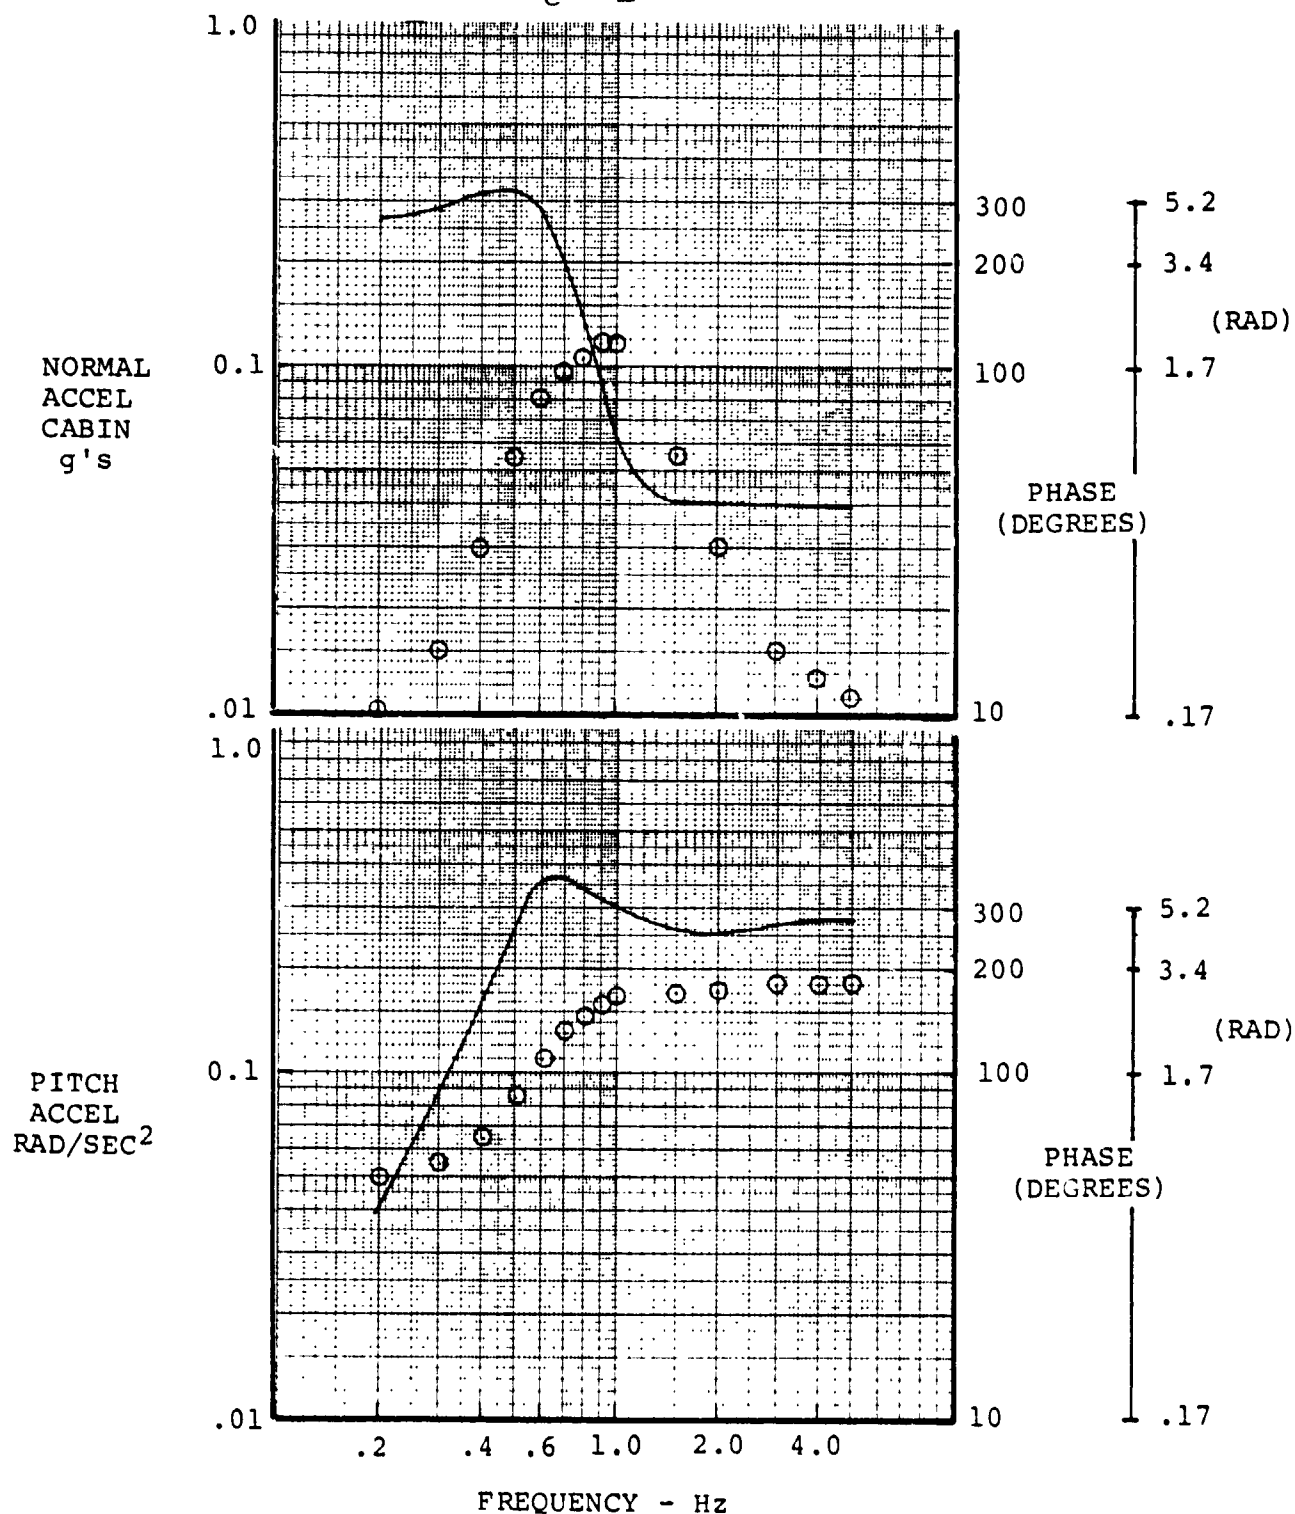 1.0
300
5.2
200
3.4
(RAD)
NORMAL
ACCEL
CABIN
g's
0.1
100
1.7
PHASE
(DEGREES)
.01
10
.17
1.0
300
5.2
200
3.4
(RAD)
PITCH
ACCEL
RAD/SEC2
0.1
100
1.7
PHASE
(DEGREES)
.01
10
.17
.2 .4 .6 1.0 2.0 4.0
FREQUENCY - Hz